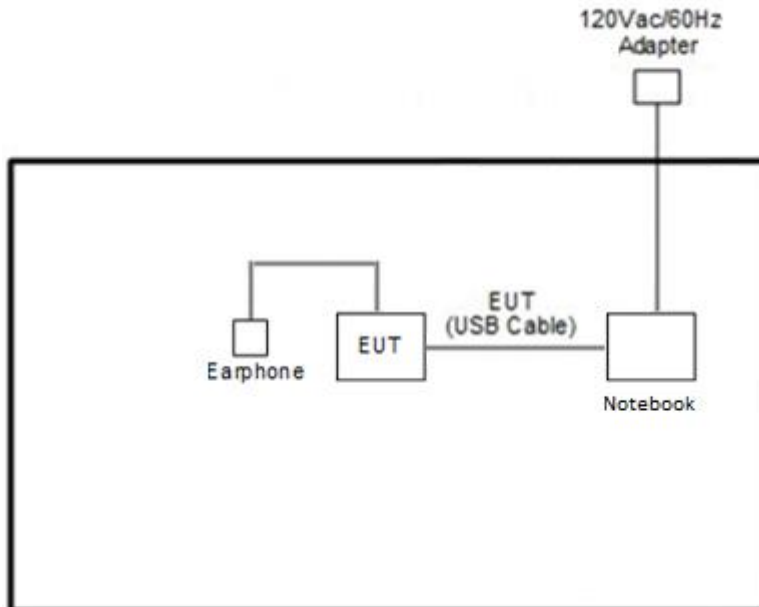 120Vac/60Hz
Adapter
EUT
(USB Cable)
EUT
Earphone
Notebook